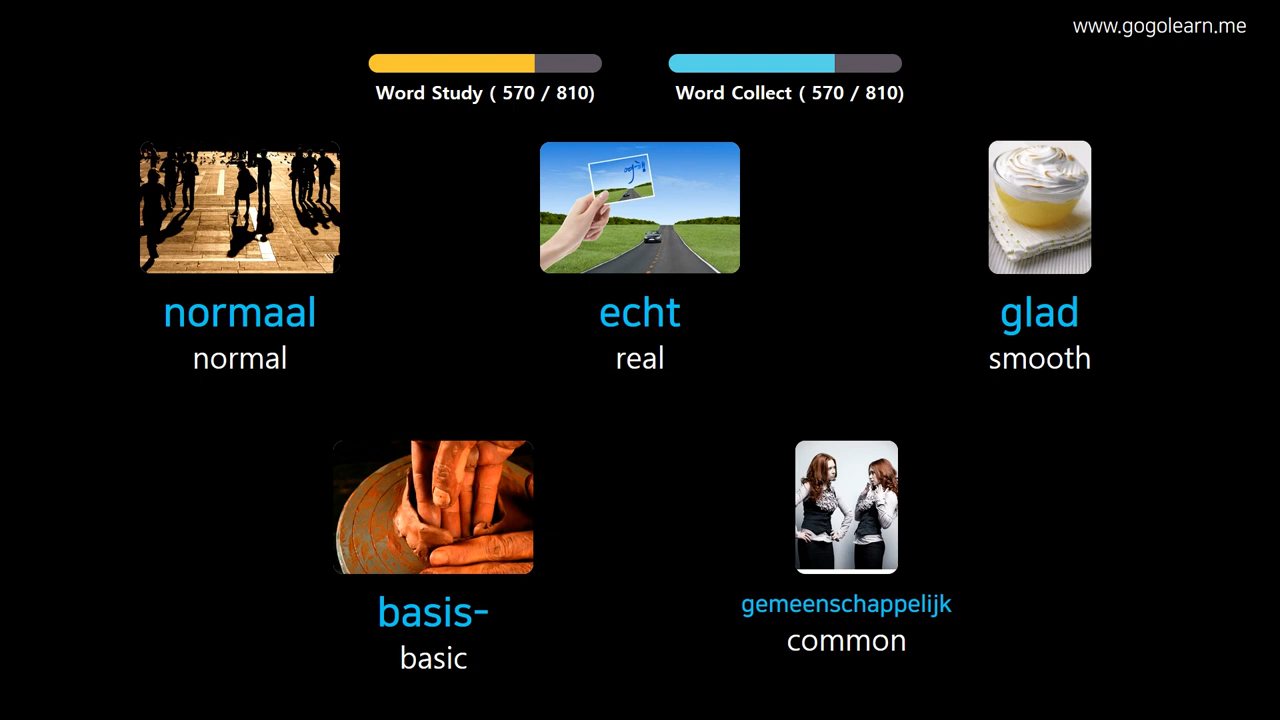 www.gogolearn.me
Word Study ( 570 / 810)
Word Collect ( 570 / 810)
normaal
normal
echt
real
glad
smooth
basis-
basic
gemeenschappelijk
common